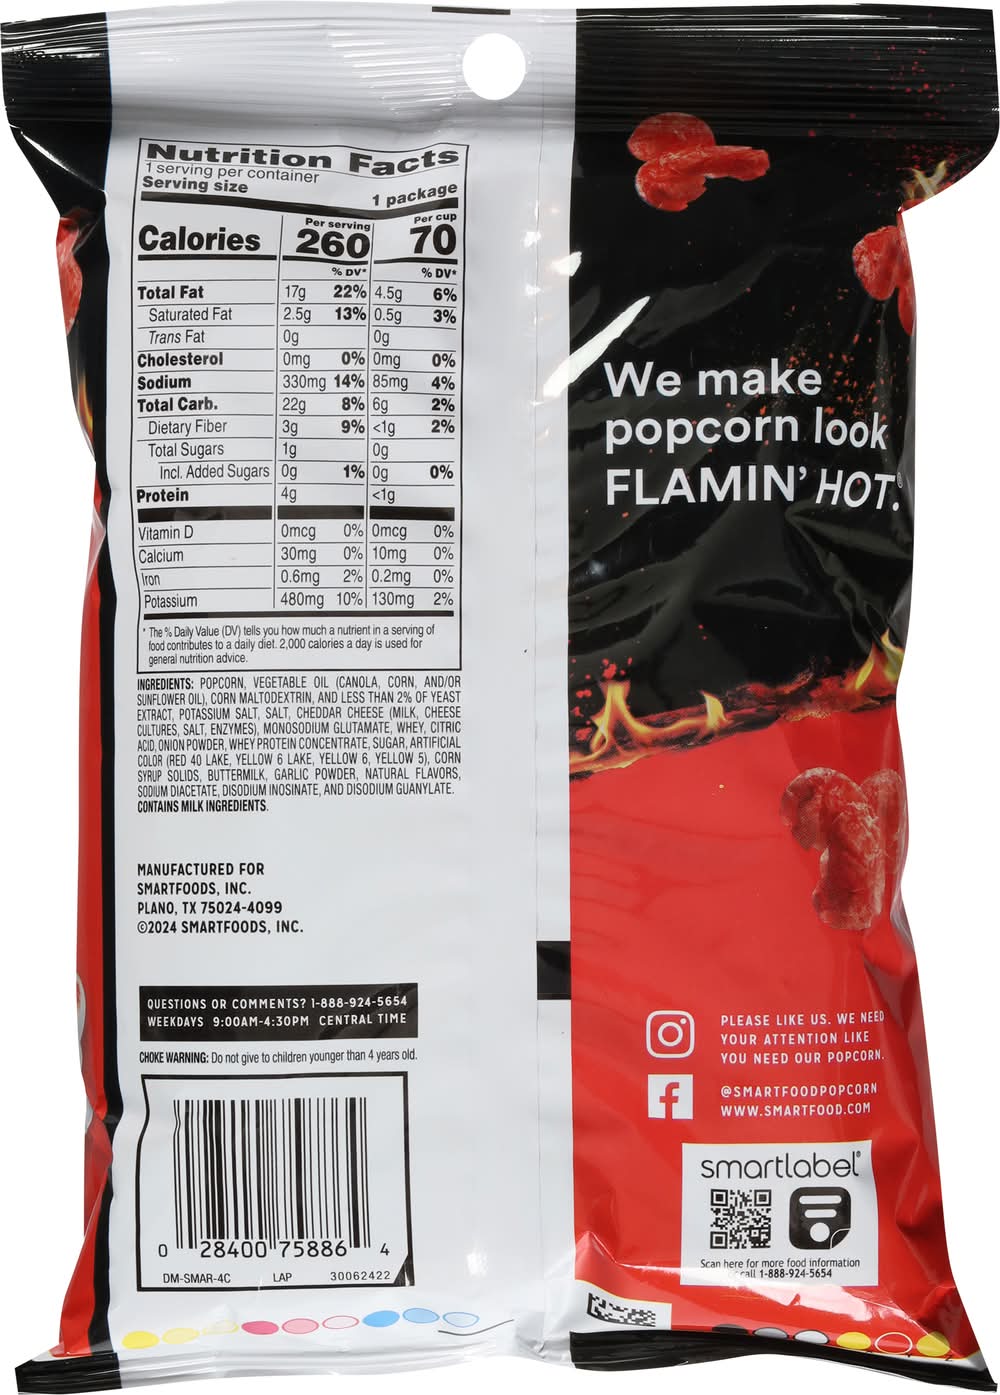 Nutrition Facts
1 serving per container
Serving size 1 package
Per serving Per cup
Calories 260 70
% DV* % DV*
Total Fat 17g 22% 4.5g 6%
Saturated Fat 2.5g 13% 0.5g 3%
Trans Fat 0g 0g
Cholesterol 0mg 0% 0mg 0%
Sodium 330mg 14% 85mg 4%
Total Carb. 22g 8% 6g 2%
Dietary Fiber 3g 9% <1g 2%
Total Sugars 1g 0g
Incl. Added Sugars 0g 1% 0g 0%
Protein 4g <1g
Vitamin D 0mcg 0% 0mcg 0%
Calcium 30mg 0% 10mg 0%
Iron 0.6mg 2% 0.2mg 0%
Potassium 480mg 10% 130mg 2%
* The % Daily Value (DV) tells you how much a nutrient in a serving of
food contributes to a daily diet. 2,000 calories a day is used for
general nutrition advice.
INGREDIENTS: POPCORN, VEGETABLE OIL (CANOLA, CORN, AND/OR
SUNFLOWER OIL), CORN MALTODEXTRIN, AND LESS THAN 2% OF YEAST
EXTRACT, POTASSIUM SALT, SALT, CHEDDAR CHEESE (MILK, CHEESE
CULTURES, SALT, ENZYMES), MONOSODIUM GLUTAMATE, WHEY, CITRIC
ACID, ONION POWDER, WHEY PROTEIN CONCENTRATE, SUGAR, ARTIFICIAL
COLOR (RED 40 LAKE, YELLOW 6 LAKE, YELLOW 6, YELLOW 5), CORN
SYRUP SOLIDS, BUTTERMILK, GARLIC POWDER, NATURAL FLAVORS,
SODIUM DIACETATE, DISODIUM INOSINATE, AND DISODIUM GUANYLATE.
CONTAINS MILK INGREDIENTS.
MANUFACTURED FOR
SMARTFOODS, INC.
PLANO, TX 75024-4099
©2024 SMARTFOODS, INC.
QUESTIONS OR COMMENTS? 1-888-924-5654
WEEKDAYS 9:00AM-4:30PM CENTRAL TIME
CHOKE WARNING: Do not give to children younger than 4 years old.
0 28400 75886 4
DM-SMAR-4C LAP 30062422
We make
popcorn look
FLAMIN' HOT.®
PLEASE LIKE US. WE NEED
YOUR ATTENTION LIKE
YOU NEED OUR POPCORN.
@SMARTFOODPOPCORN
WWW.SMARTFOOD.COM
smartlabel®
Scan here for more food information
call 1-888-924-5654